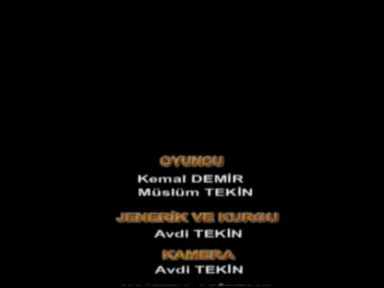 OYUNCU
Kemal DEMİR
Müslüm TEKİN
JENERİK VE KURGU
Avdi TEKİN
KAMERA
Avdi TEKİN